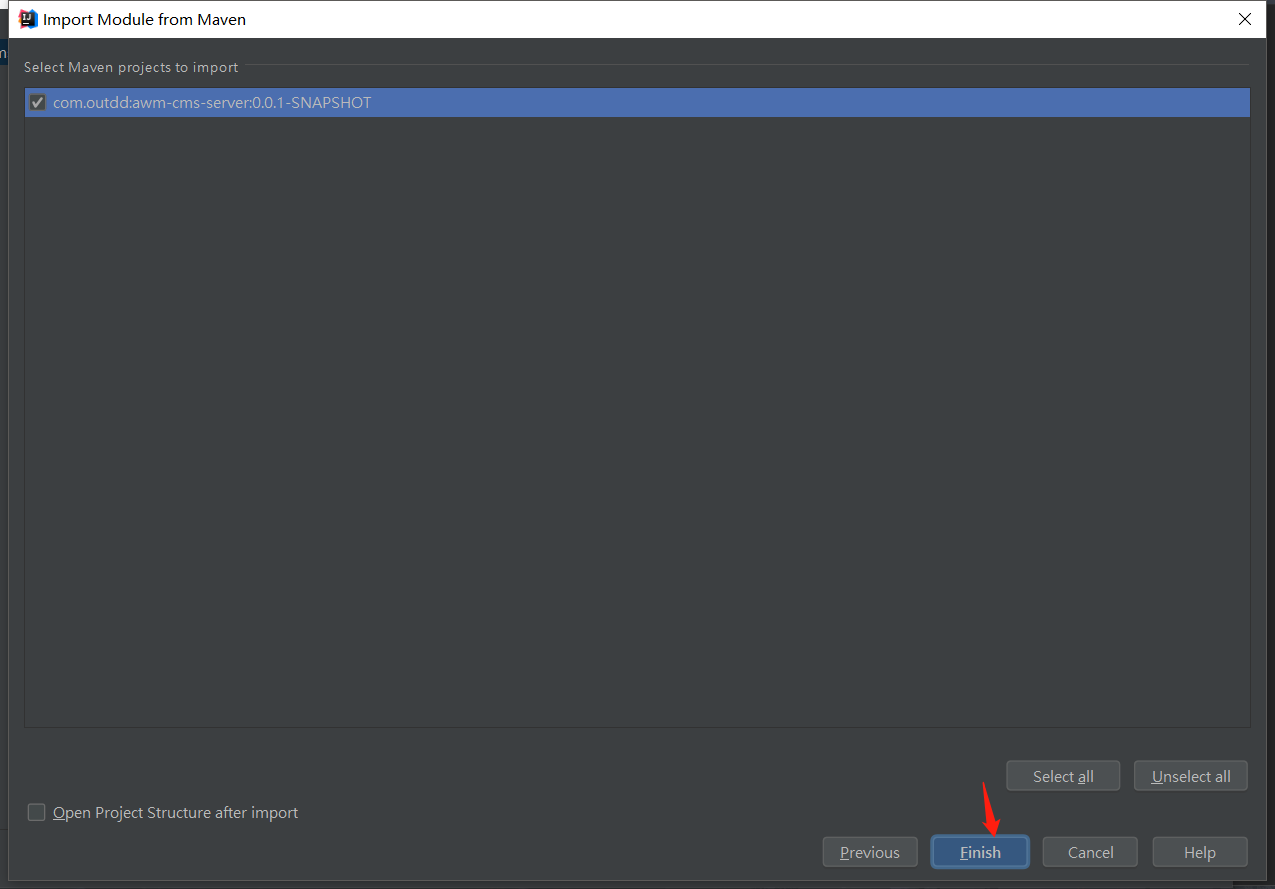 Import Module from Maven
Select Maven projects to import
com.outdd:awm-cms-server:0.0.1-SNAPSHOT
Select all
Unselect all
Open Project Structure after import
Previous
Finish
Cancel
Help